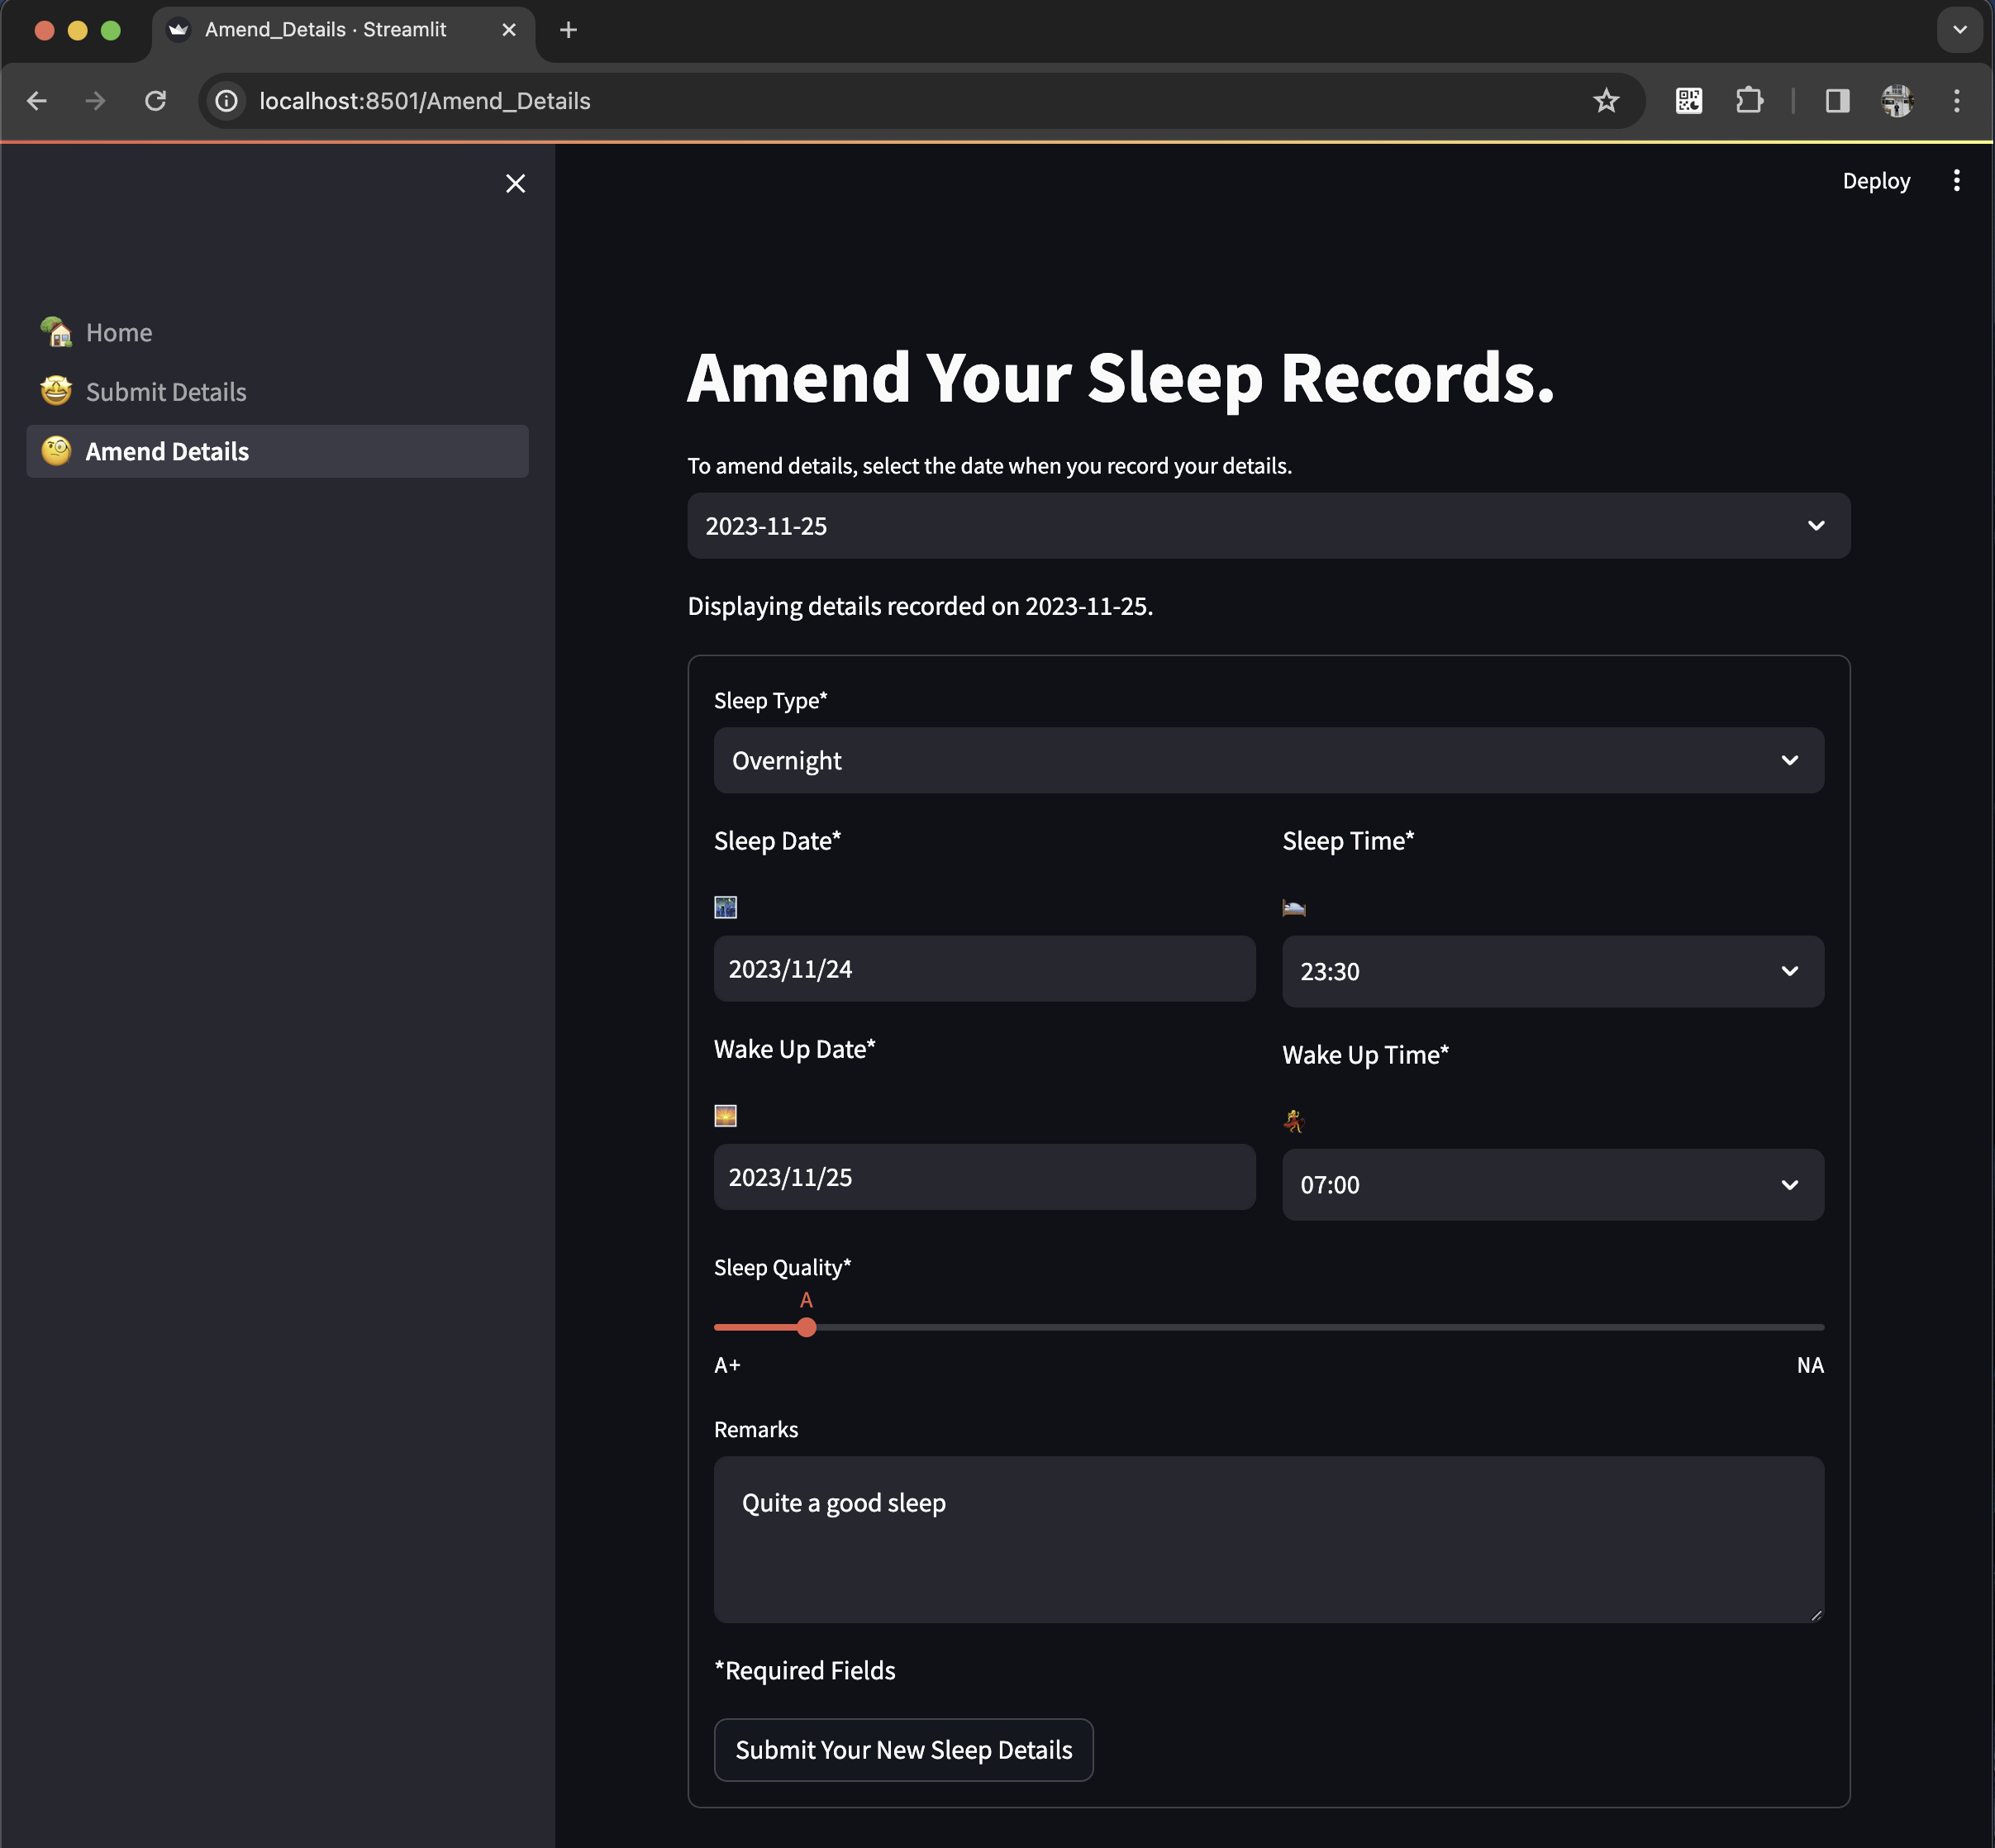 Amend_Details · Streamlit
localhost:8501/Amend_Details
Deploy
Home
Submit Details
Amend Details
Amend Your Sleep Records.
To amend details, select the date when you record your details.
2023-11-25
Displaying details recorded on 2023-11-25.
Sleep Type*
Overnight
Sleep Date*
Sleep Time*
2023/11/24
23:30
Wake Up Date*
Wake Up Time*
2023/11/25
07:00
Sleep Quality*
A
A+
NA
Remarks
Quite a good sleep
*Required Fields
Submit Your New Sleep Details